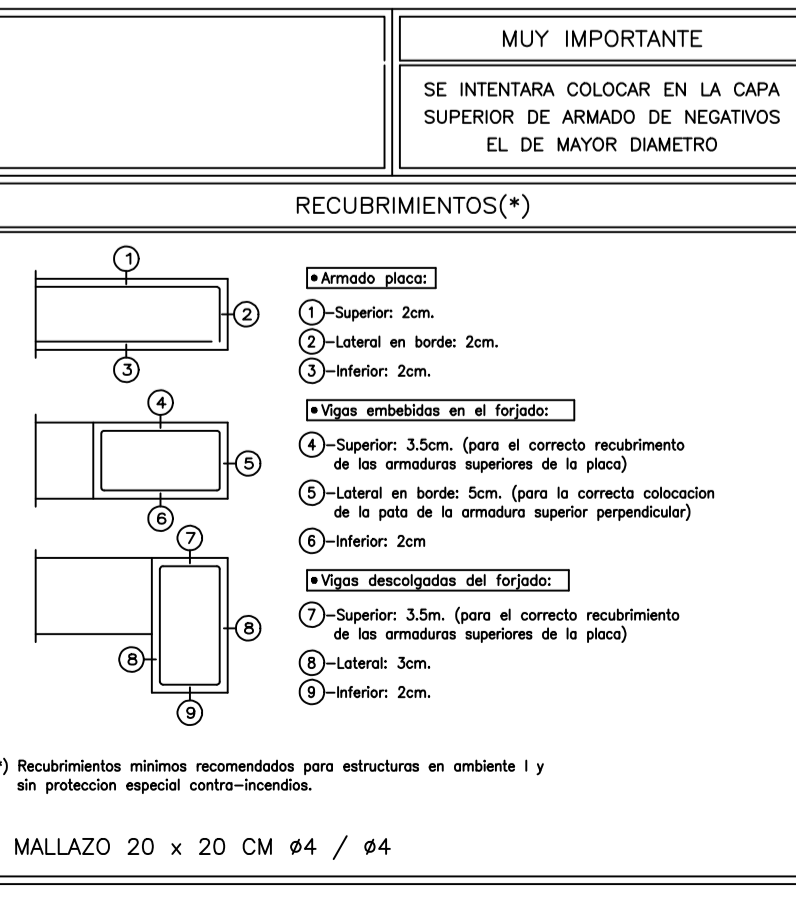 MUY IMPORTANTE
SE INTENTARA COLOCAR EN LA CAPA
SUPERIOR DE ARMADO DE NEGATIVOS
EL DE MAYOR DIAMETRO
RECUBRIMIENTOS(*)
1
2
3
•Armado placa:
1-Superior: 2cm.
2-Lateral en borde: 2cm.
3-Inferior: 2cm.
4
5
6
•Vigas embebidas en el forjado:
4-Superior: 3.5cm. (para el correcto recubrimento
de las armaduras superiores de la placa)
5-Lateral en borde: 5cm. (para la correcta colocacion
de la pata de la armadura superior perpendicular)
6-Inferior: 2cm
7
8
8
9
•Vigas descolgadas del forjado:
7-Superior: 3.5m. (para el correcto recubrimiento
de las armaduras superiores de la placa)
8-Lateral: 3cm.
9-Inferior: 2cm.
*) Recubrimientos minimos recomendados para estructuras en ambiente I y
sin proteccion especial contra-incendios.
MALLAZO 20 x 20 CM ø4 / ø4